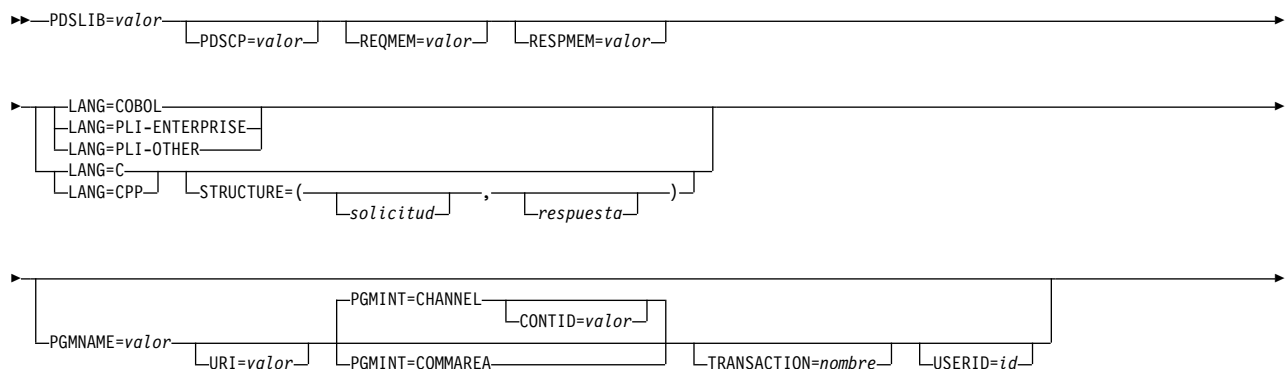 PDSLIB=valor
PDSCP=valor REQMEM=valor RESPMEM=valor
LANG=COBOL
LANG=PLI-ENTERPRISE
LANG=PLI-OTHER
LANG=C
LANG=CPP STRUCTURE=( , )
solicitud respuesta
PGMINT=CHANNEL
CONTID=valor
PGMNAME=valor
URI=valor PGMINT=COMMAREA TRANSACTION=nombre USERID=id